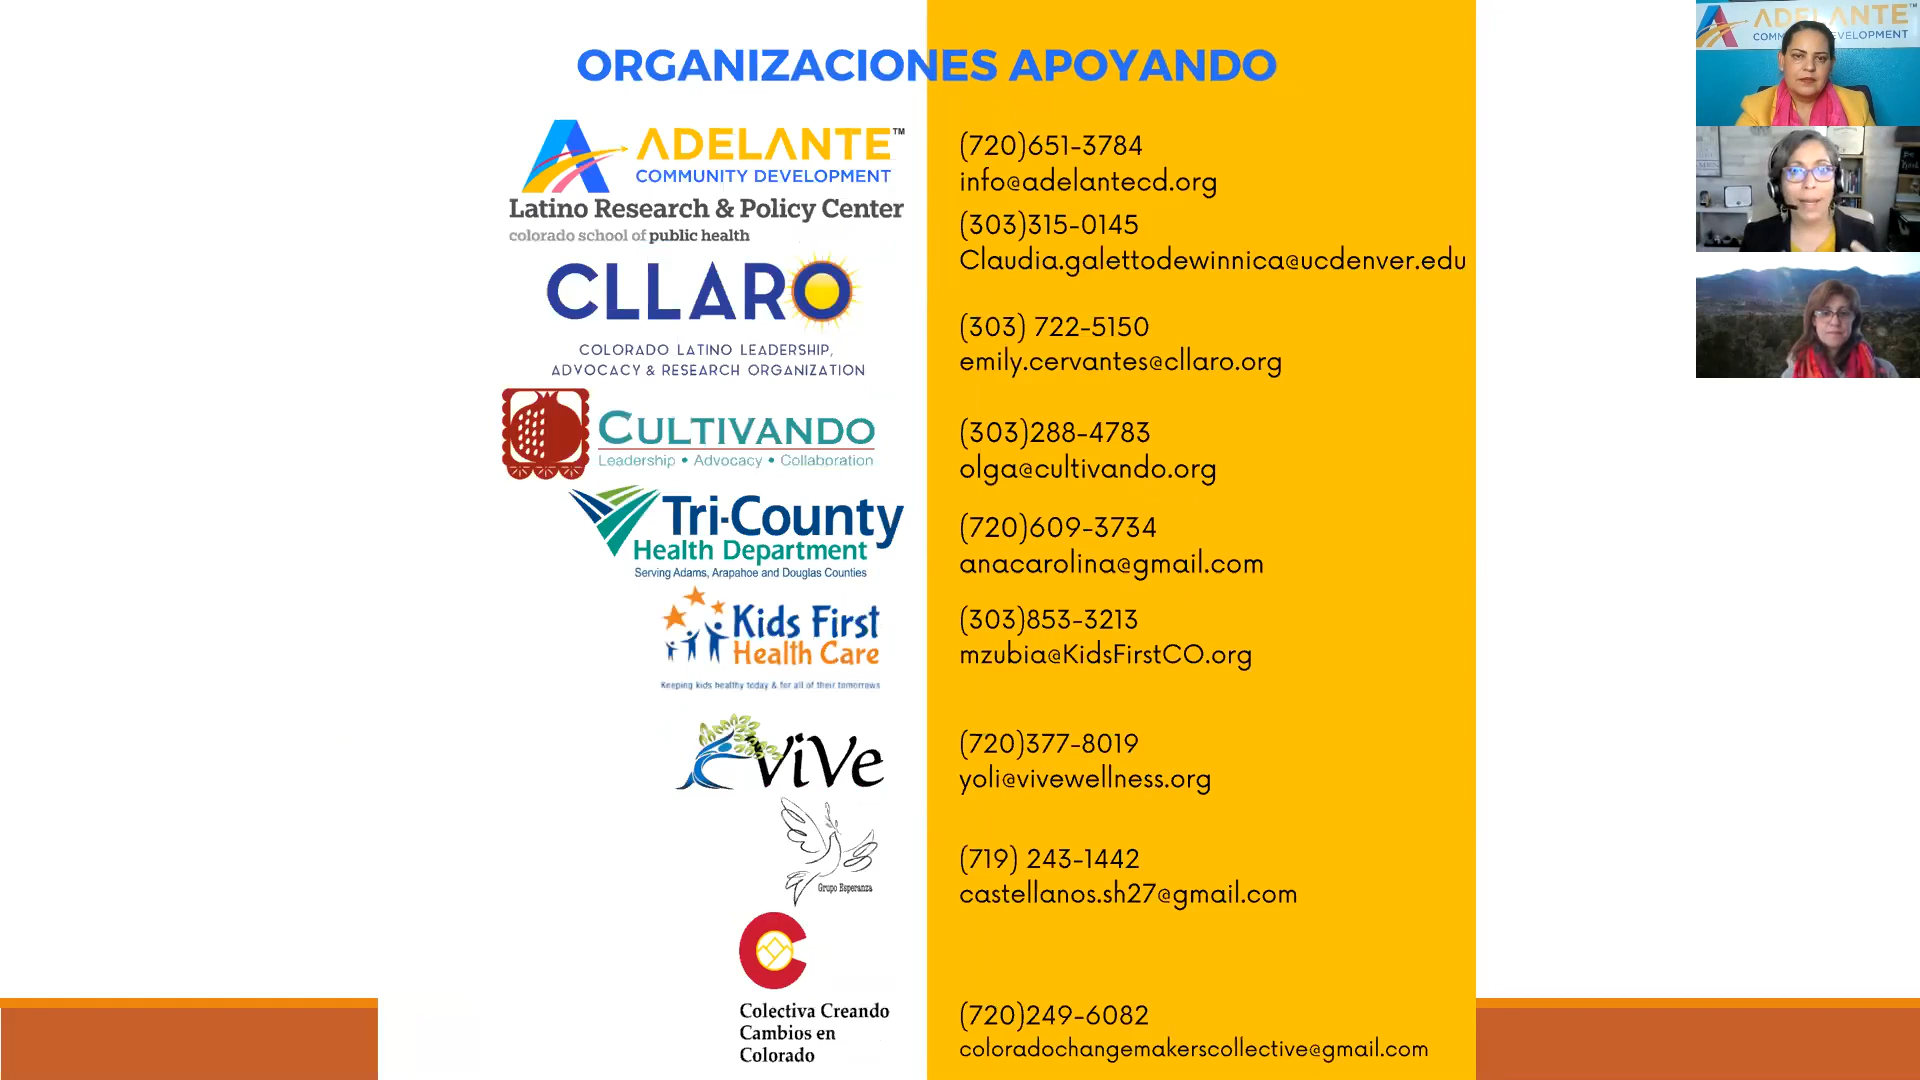 ORGANIZACIONES APOYANDO
ADELANTE™
COMMUNITY DEVELOPMENT
(720)651-3784
info@adelantecd.org
Latino Research & Policy Center
colorado school of public health
(303)315-0145
Claudia.galettodewinnica@ucdenver.edu
CLLARO
COLORADO LATINO LEADERSHIP,
ADVOCACY & RESEARCH ORGANIZATION
(303) 722-5150
emily.cervantes@cllaro.org
CULTIVANDO
Leadership • Advocacy • Collaboration
(303)288-4783
olga@cultivando.org
Tri-County
Health Department
Serving Adams, Arapahoe and Douglas Counties
(720)609-3734
anacarolina@gmail.com
Kids First
Health Care
Keeping kids healthy today & for all of their tomorrows
(303)853-3213
mzubia@KidsFirstCO.org
ViVe
(720)377-8019
yoli@vivewellness.org
Grupo Esperanza
(719) 243-1442
castellanos.sh27@gmail.com
Colectiva Creando
Cambios en
Colorado
(720)249-6082
coloradochangemakerscollective@gmail.com
ADELANTE™